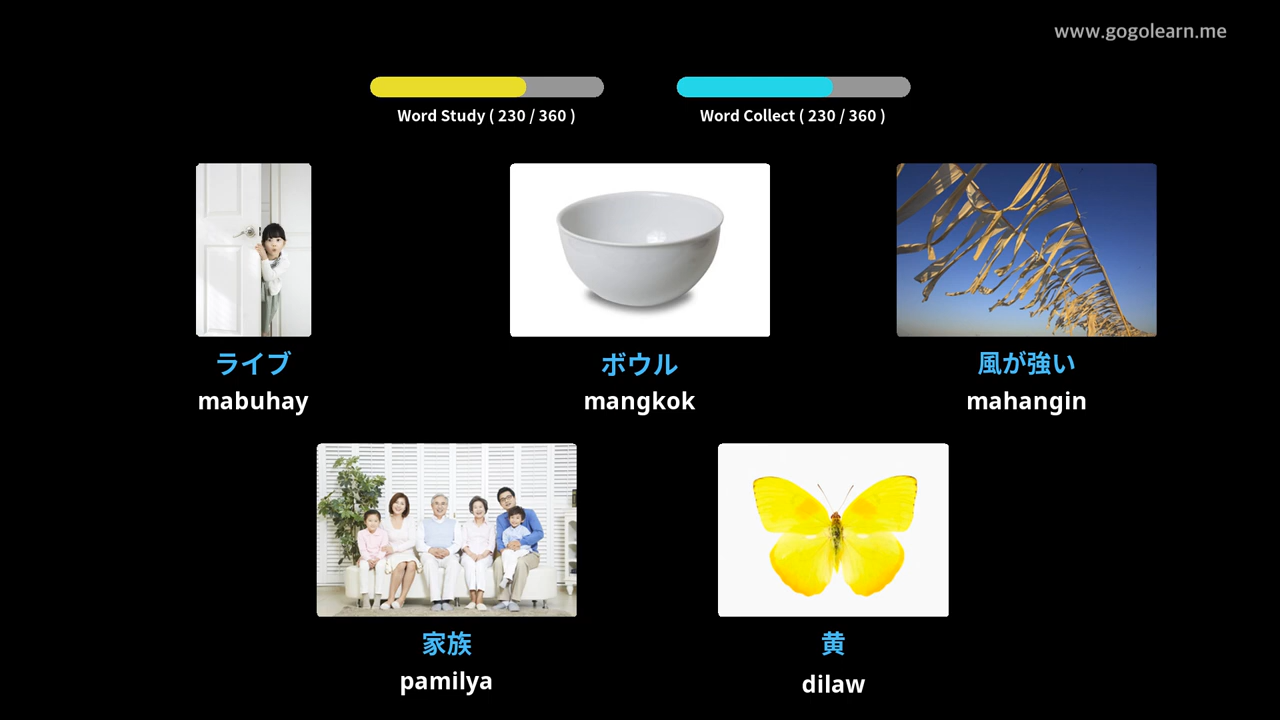 www.gogolearn.me
Word Study ( 230 / 360 )
Word Collect ( 230 / 360 )
ライブ
mabuhay
ボウル
mangkok
風が強い
mahangin
家族
pamilya
黄
dilaw